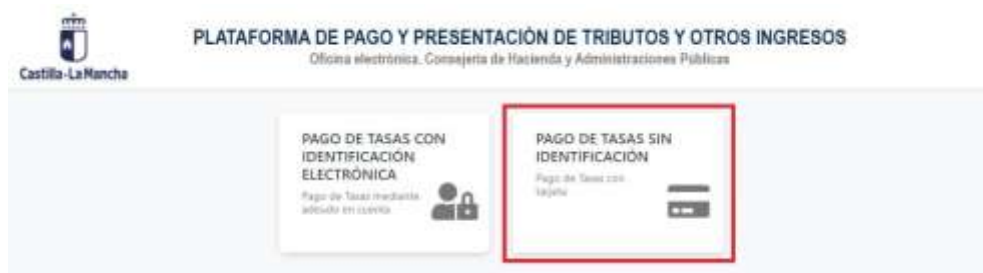 Castilla-La Mancha
PLATAFORMA DE PAGO Y PRESENTACIÓN DE TRIBUTOS Y OTROS INGRESOS
Oficina electrónica. Consejería de Hacienda y Administraciones Públicas
PAGO DE TASAS CON
IDENTIFICACIÓN
ELECTRÓNICA
Pago de Tasas mediante
adeudo en cuenta
PAGO DE TASAS SIN
IDENTIFICACIÓN
Pago de Tasas con
tarjeta